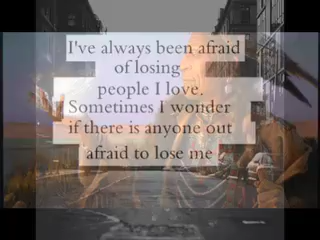 I've always been afraid
of losing
people I love.
Sometimes I wonder
if there is anyone out
afraid to lose me